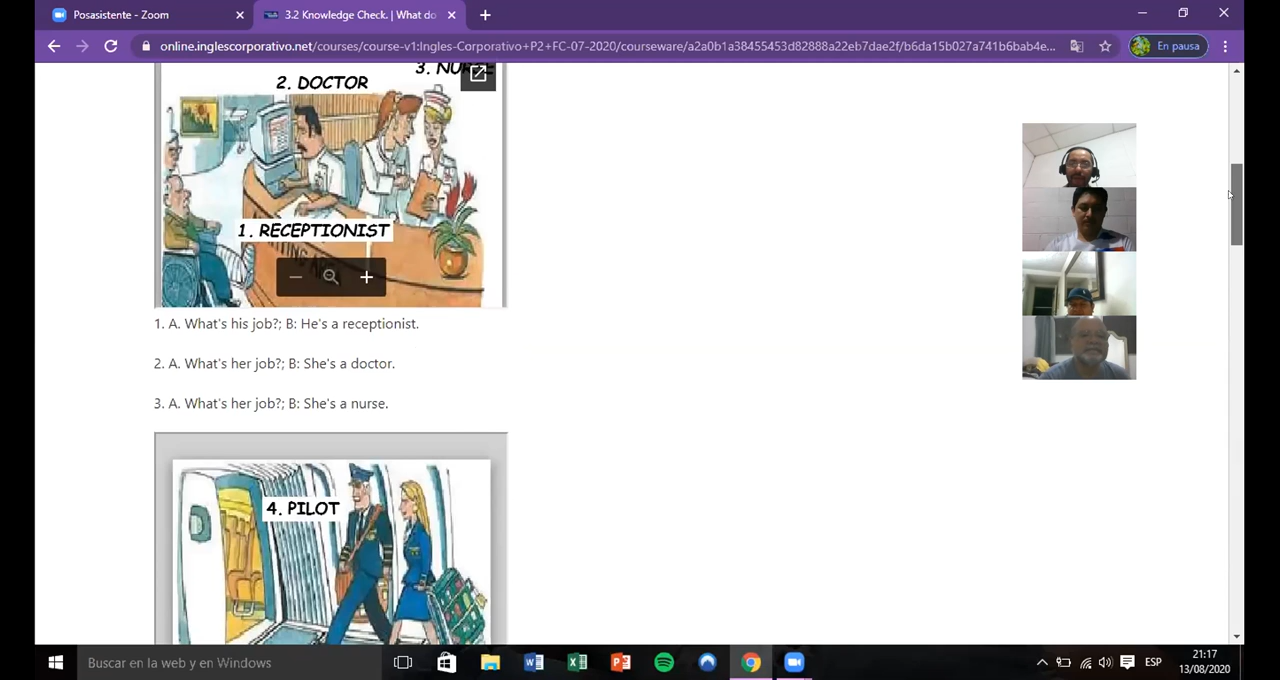 Posasistente - Zoom
3.2 Knowledge Check. | What do
online.inglescorporativo.net/courses/course-v1:Ingles-Corporativo+P2+FC-07-2020/courseware/a2a0b1a38455453d82888a22eb7dae2f/b6da15b027a741b6bab4e...
En pausa
3. NURSE
2. DOCTOR
1. RECEPTIONIST
1. A. What's his job?; B: He's a receptionist.
2. A. What's her job?; B: She's a doctor.
3. A. What's her job?; B: She's a nurse.
4. PILOT
Buscar en la web y en Windows
ESP
21:17
13/08/2020